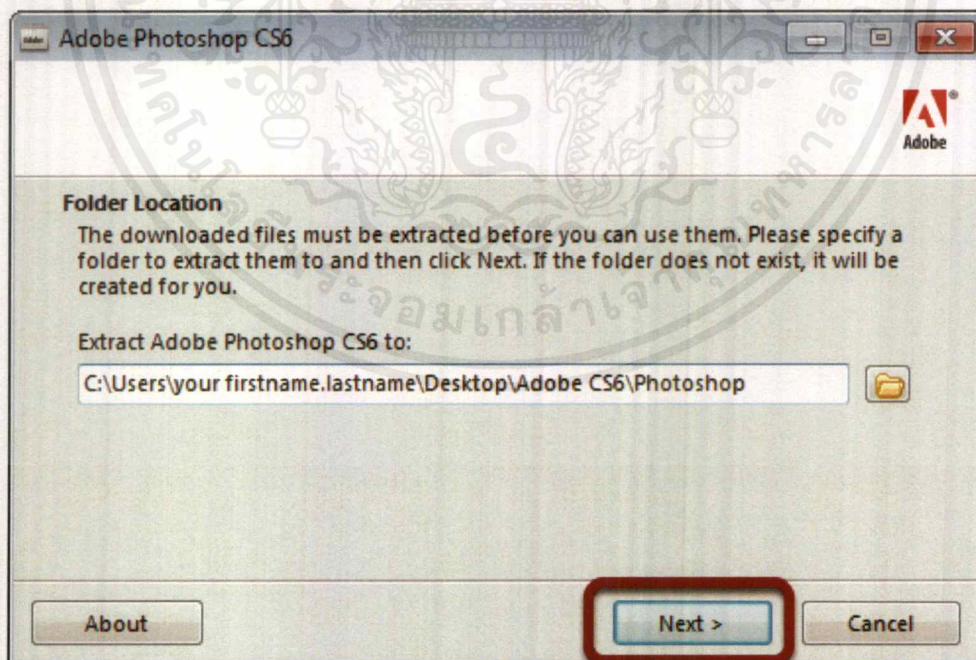 Adobe Photoshop CS6
Adobe
Folder Location
The downloaded files must be extracted before you can use them. Please specify a
folder to extract them to and then click Next. If the folder does not exist, it will be
created for you.
Extract Adobe Photoshop CS6 to:
C:\Users\your firstname.lastname\Desktop\Adobe CS6\Photoshop
About
Next >
Cancel